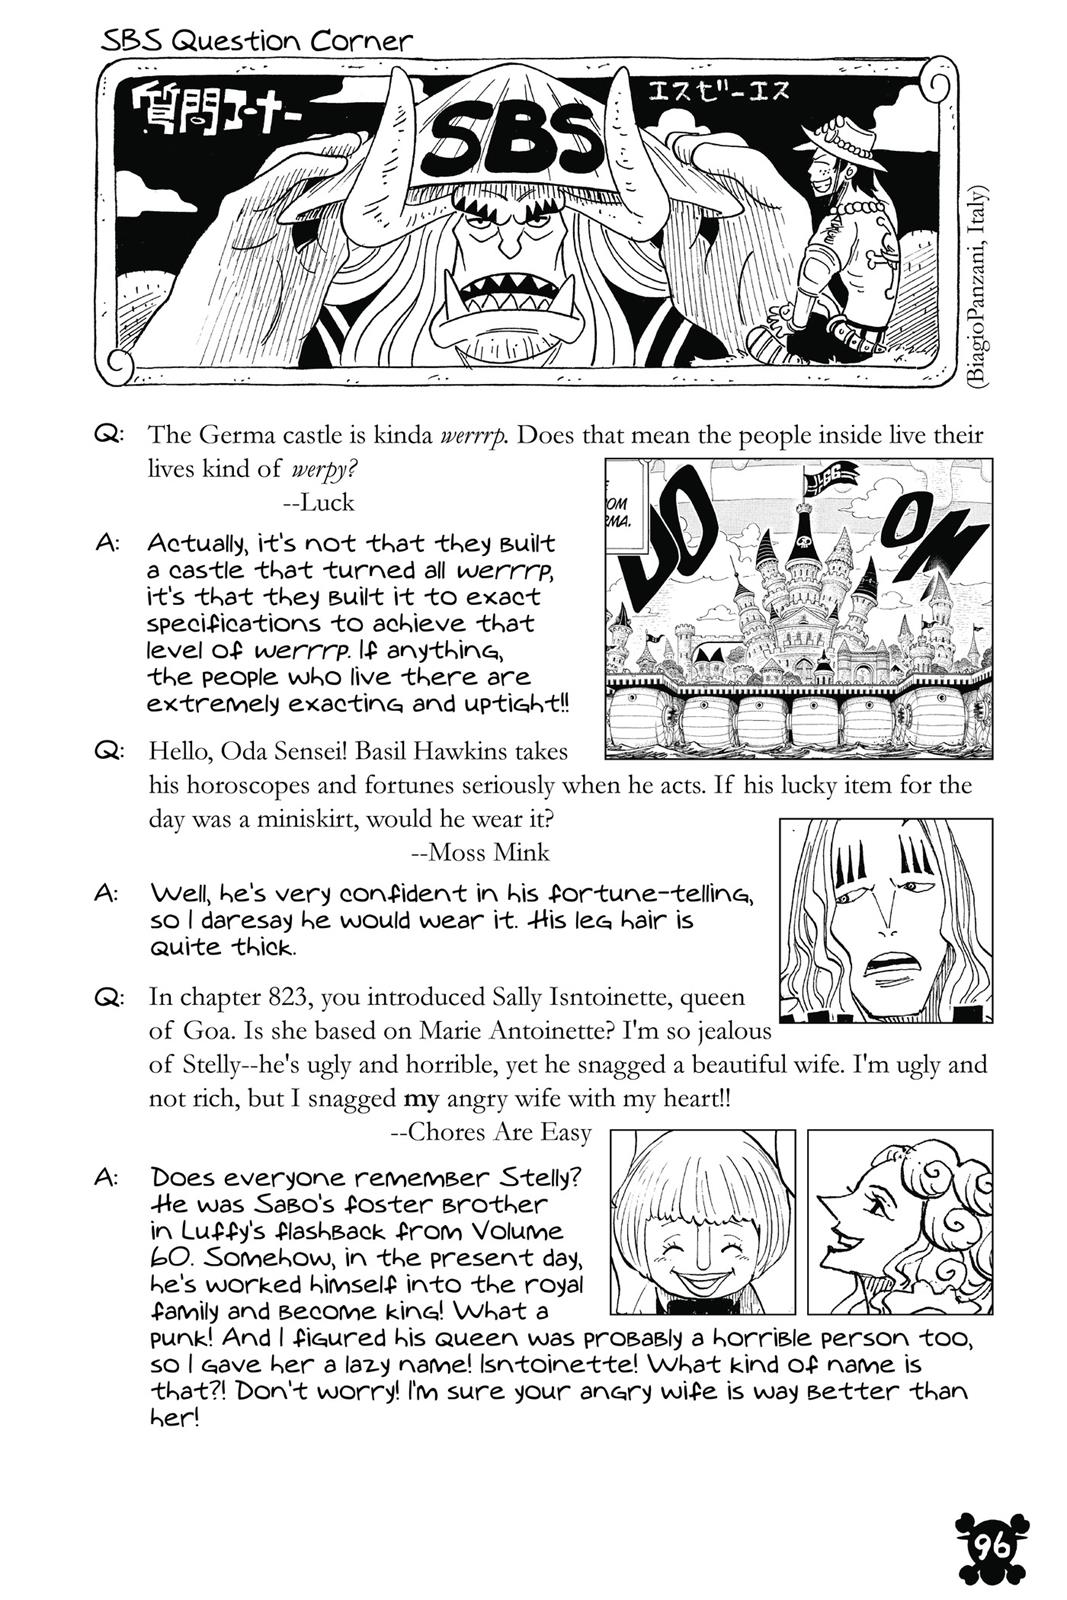 SBS Question Corner
質問コーナー
エスビーエス
SBS
(BiagioPanzani, Italy)
Q: The Germa castle is kinda werrrp. Does that mean the people inside live their
lives kind of werpy?
--Luck
A: Actually, it's not that they built
a castle that turned all werrrp,
it's that they built it to exact
specifications to achieve that
level of werrrp. If anything,
the people who live there are
extremely exacting and uptight!!
OM
RMA.
66
DO
OM
Q: Hello, Oda Sensei! Basil Hawkins takes
his horoscopes and fortunes seriously when he acts. If his lucky item for the
day was a miniskirt, would he wear it?
--Moss Mink
A: Well, he's very confident in his fortune-telling,
so I daresay he would wear it. His leg hair is
quite thick.
Q: In chapter 823, you introduced Sally Isntoinette, queen
of Goa. Is she based on Marie Antoinette? I'm so jealous
of Stelly--he's ugly and horrible, yet he snagged a beautiful wife. I'm ugly and
not rich, but I snagged my angry wife with my heart!!
--Chores Are Easy
A: Does everyone remember Stelly?
He was Sabo's foster brother
in Luffy's flashback from Volume
60. Somehow, in the present day,
he's worked himself into the royal
family and become king! What a
punk! And I figured his queen was probably a horrible person too,
so I gave her a lazy name! Isntoinette! What kind of name is
that?! Don't worry! I'm sure your angry wife is way better than
her!
96